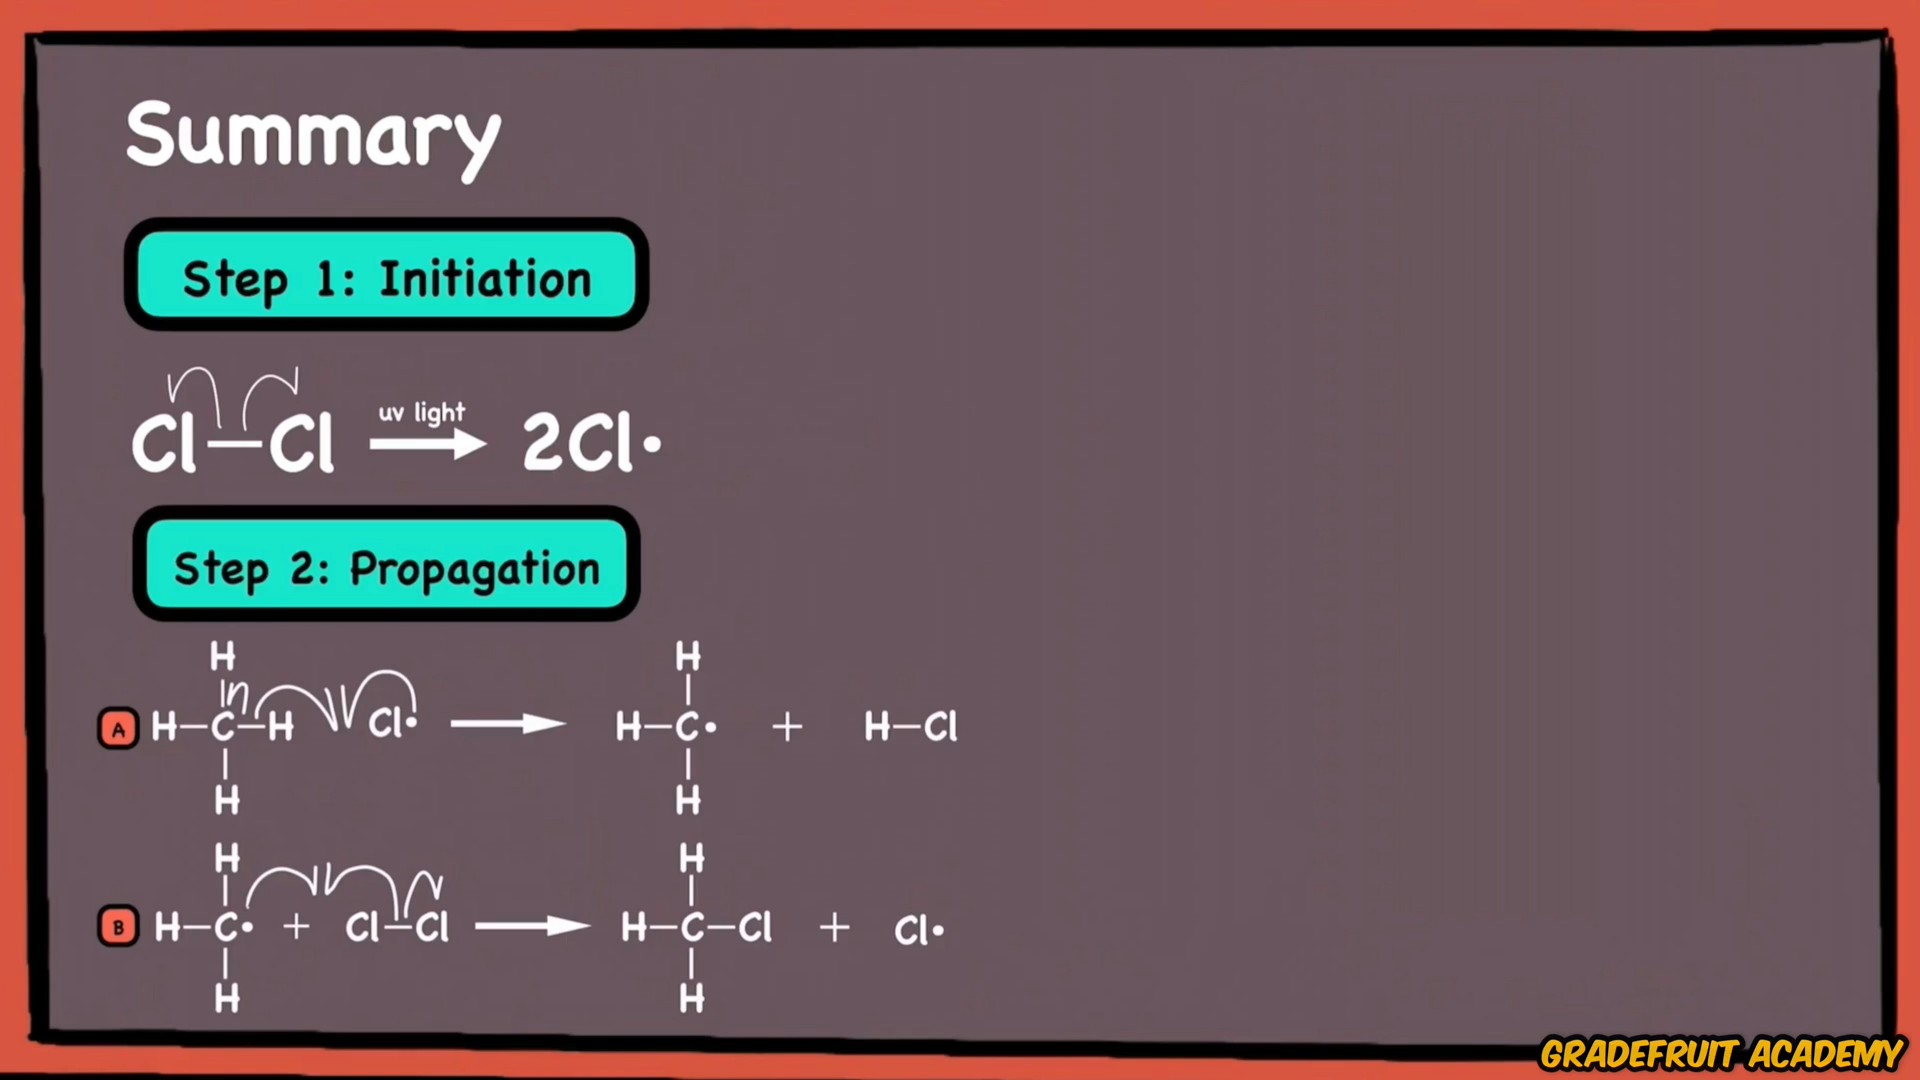 Summary
Step 1: Initiation
Cl—Cl uv light 2Cl•
Step 2: Propagation
H
A H—C—H Cl• H—C• + H—Cl
H H
H H
B H—C• + Cl—Cl H—C—Cl + Cl•
H H
GRADEFRUIT ACADEMY